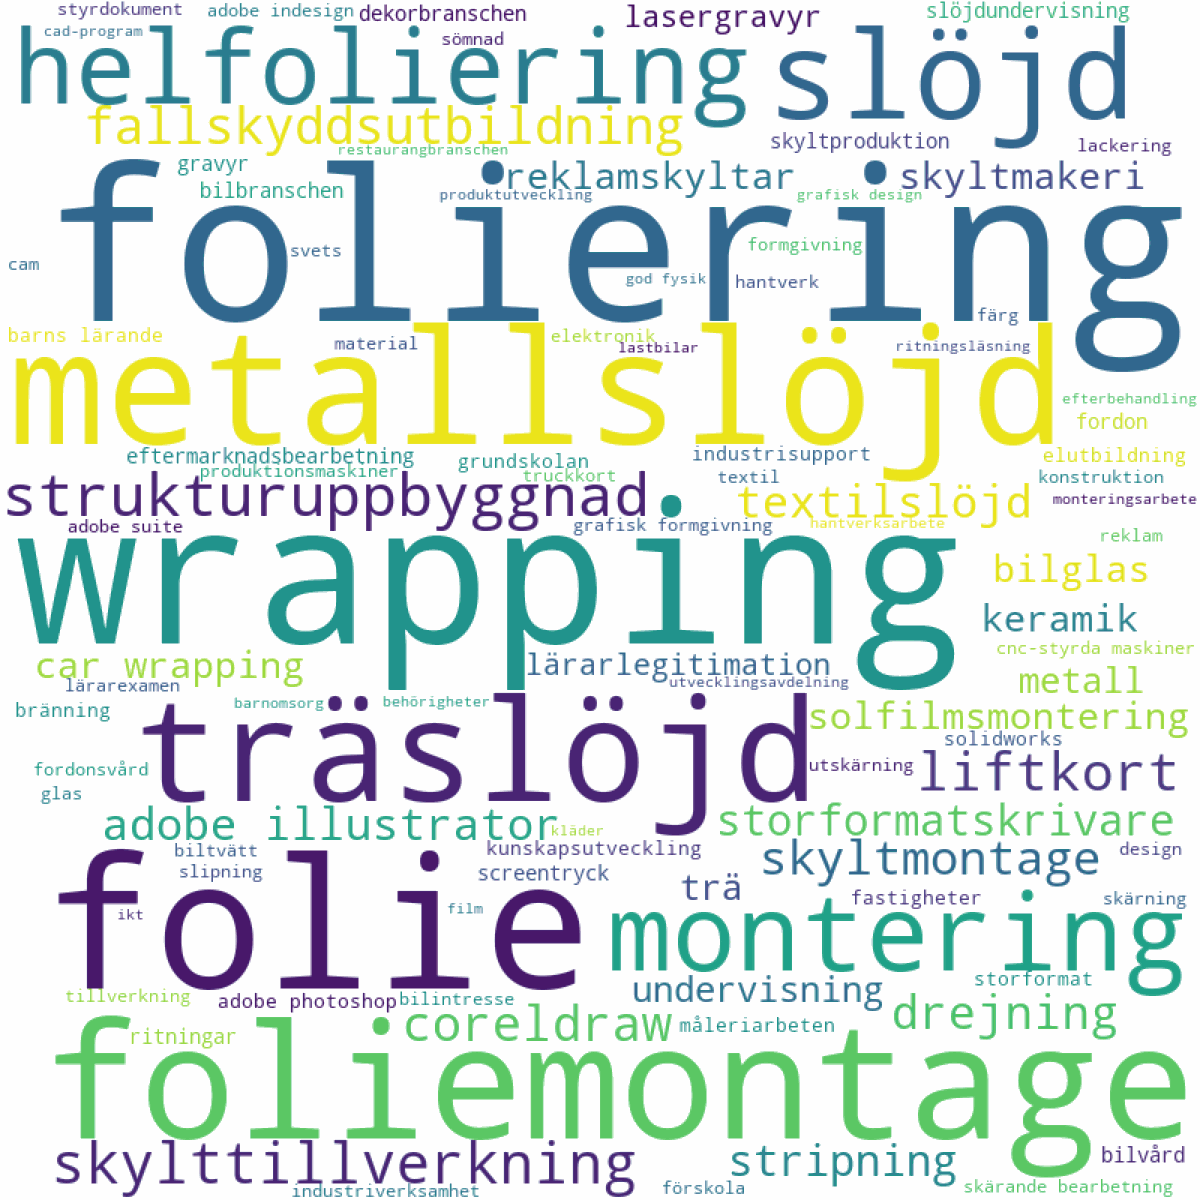 styrdokument
adobe indesign
dekorbranschen
lasergravyr
slöjdundervisning
cad-program
sömnad
helfoliering
slöjd
fallskyddsutbildning
skyltproduktion
lackering
restaurangbranschen
gravyr
reklamskyltar
skyltmakeri
bilbranschen
produktutveckling
grafisk design
foliering
formgivning
svets
cam
god fysik
hantverk
färg
barns lärande
material
elektronik
lastbilar
ritningsläsning
metallslöjd
efterbehandling
fordon
eftermarknadsbearbetning
grundskolan
industrisupport
elutbildning
produktionsmaskiner
truckkort
textil
konstruktion
strukturuppbyggnad
textilslöjd
monteringsarbete
adobe suite
grafisk formgivning
hantverksarbete
reklam
wrapping
bilglas
keramik
cnc-styrda maskiner
car wrapping
lärarlegitimation
metall
lärarexamen
utvecklingsavdelning
bränning
barnomsorg
behörigheter
solfilmsmontering
träslöjd
solidworks
fordonsvård
utskärning
liftkort
glas
adobe illustrator
kläder
storformatskrivare
biltvätt
kunskapsutveckling
skyltmontage
design
slipning
screentryck
trä
fastigheter
skärning
folie
ikt
film
montering
storformat
undervisning
tillverkning
adobe photoshop
bilintresse
coreldraw
måleriarbeten
drejning
ritningar
foliemontage
skylttillverkning
stripning
bilvård
industriverksamhet
förskola
skärande bearbetning